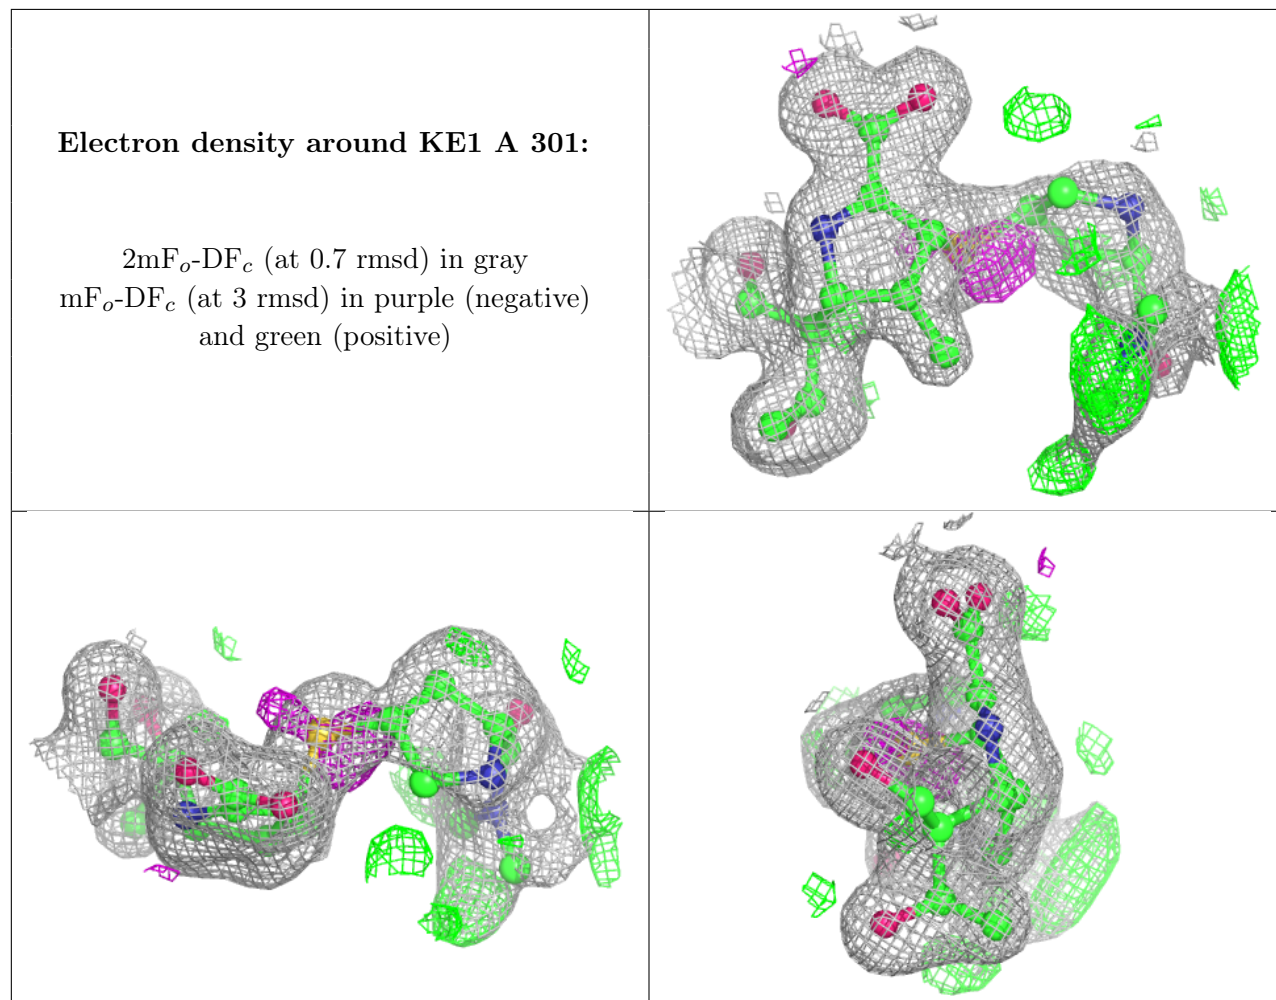 Electron density around KE1 A 301:
2mFo-DFc (at 0.7 rmsd) in gray
mFo-DFc (at 3 rmsd) in purple (negative)
and green (positive)